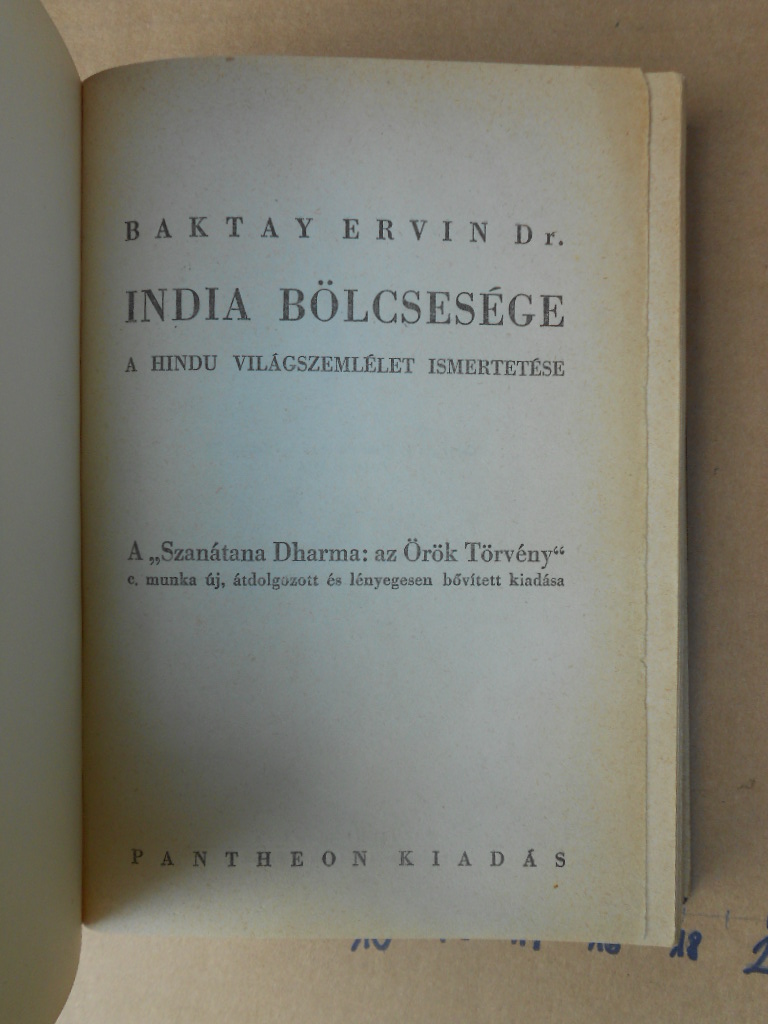 BAKTAY ERVIN Dr.
INDIA BÖLCSESÉGE
A HINDU VILÁGSZEMLÉLET ISMERTETÉSE
A „Szanátana Dharma: az Örök Törvény“
c. munka új, átdolgozott és lényegesen bővített kiadása
PANTHEON KIADÁS
18